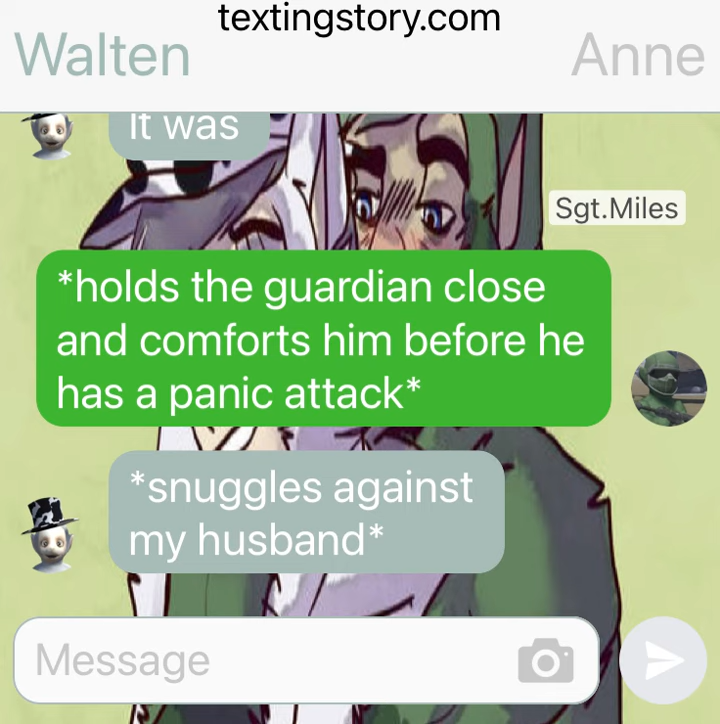 textingstory.com
Walten Anne
It was
Sgt.Miles
*holds the guardian close
and comforts him before he
has a panic attack*
*snuggles against
my husband*
Message